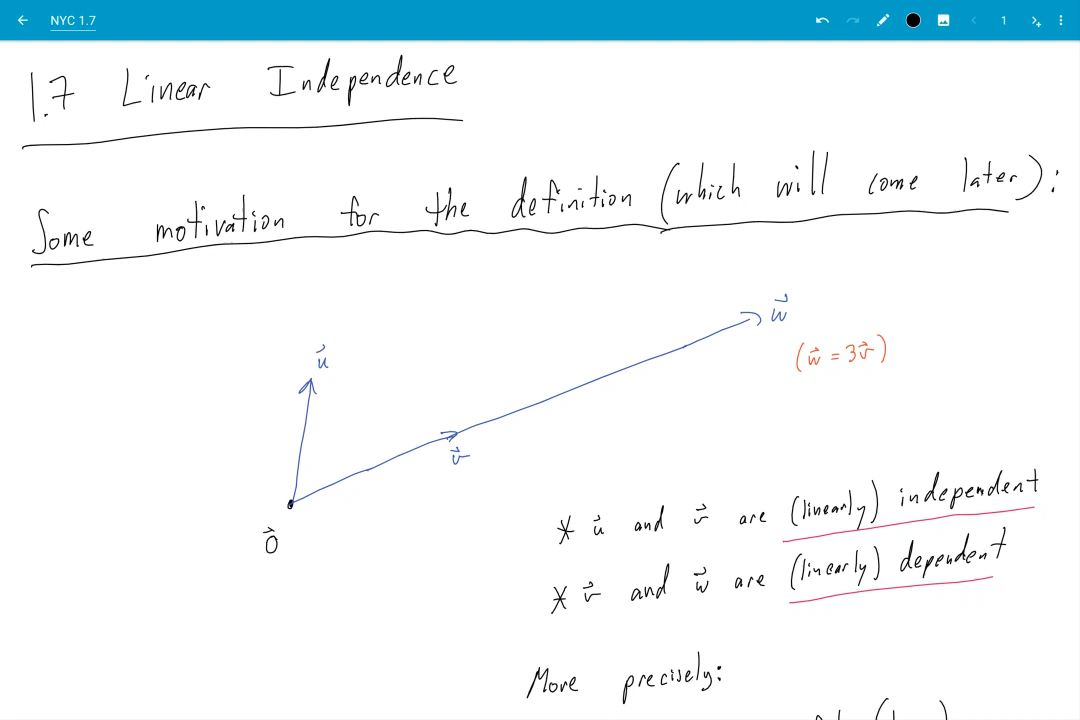 NYC 1.7
1
1.7 Linear Independence
Some motivation for the definition (which will come later):
w⃗
(w⃗ = 3v⃗)
u⃗
v⃗
0⃗
* u⃗ and v⃗ are (linearly) independent
* v⃗ and w⃗ are (linearly) dependent
More precisely: